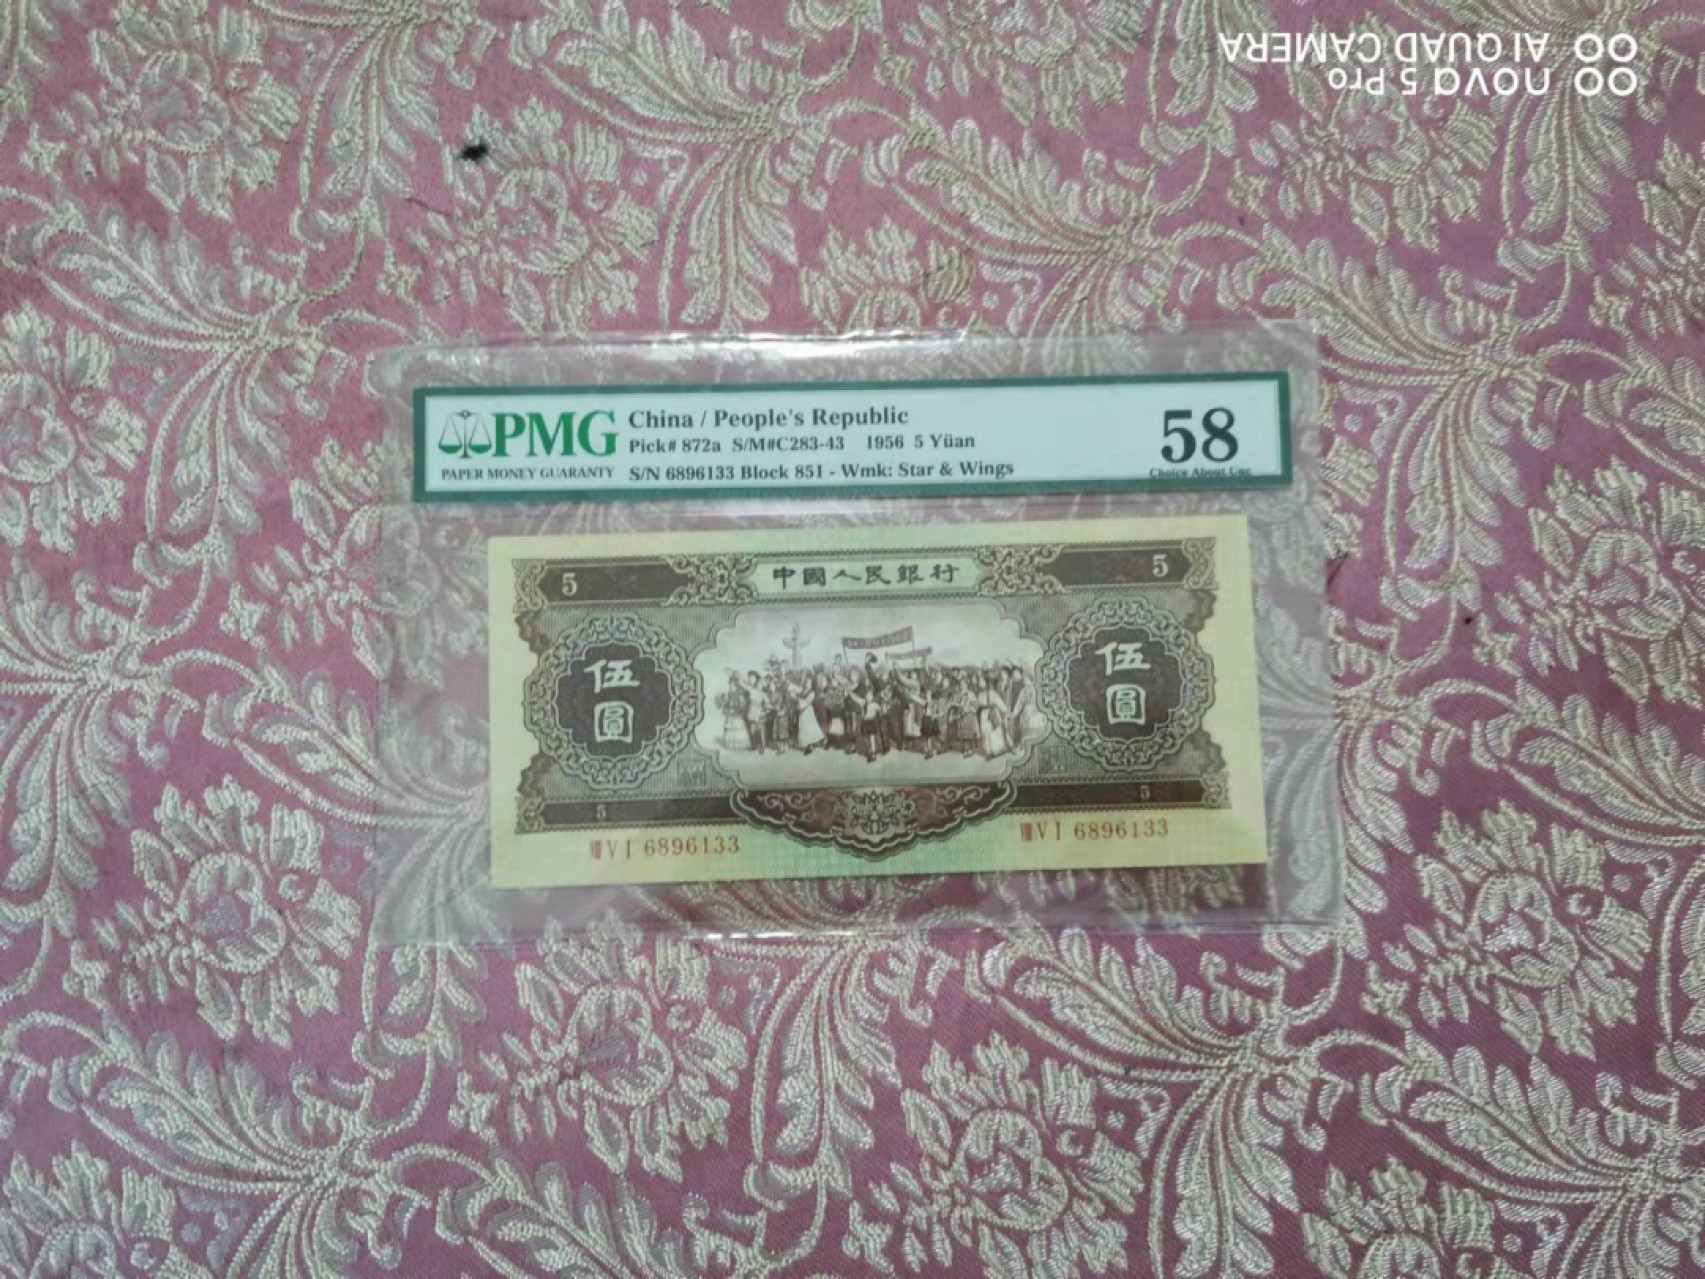 AI QUAD CAMERA
nova 5 Pro
PMG
PAPER MONEY GUARANTY
China / People's Republic
Pick# 872a S/M#C283-43 1956 5 Yüan
S/N 6896133 Block 851 - Wmk: Star & Wings
58
Choice About Unc
5
中國人民銀行
5
伍圓
伍圓
5
5
VIII V I 6896133
VIII V I 6896133